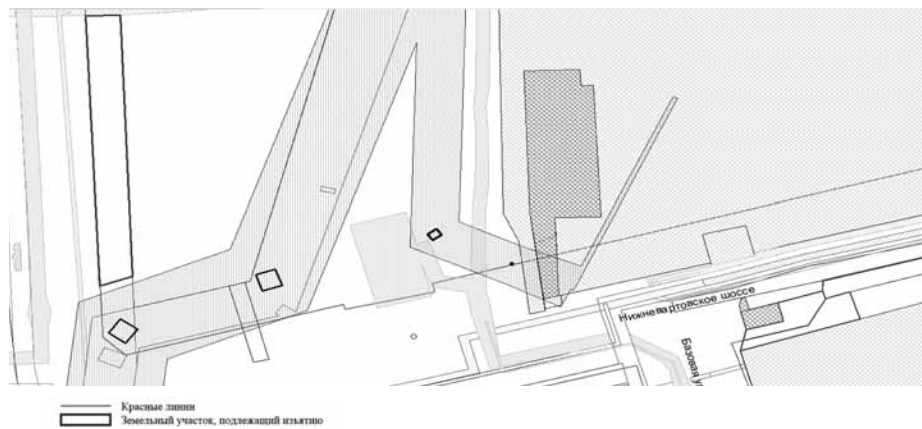 Нижневартовское шоссе
Базовая у
Красные линии
Земельный участок, подлежащий изъятию